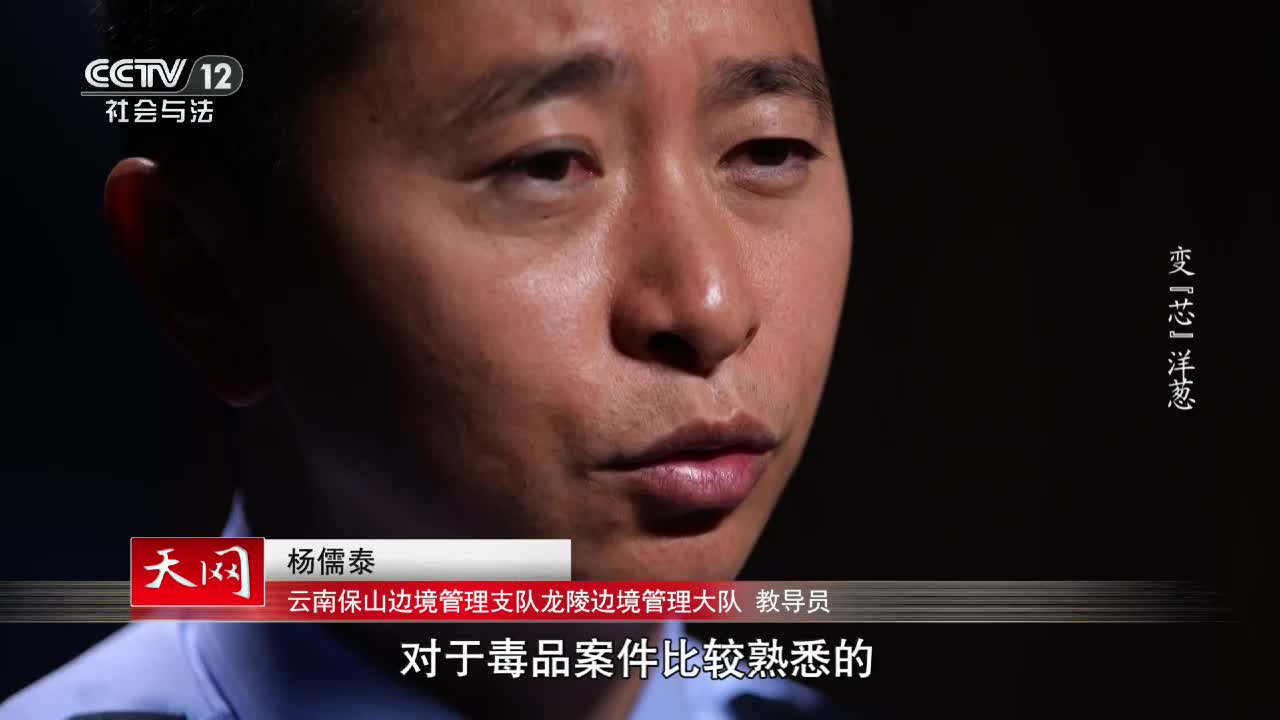 CCTV 12
社会与法
变『芯』洋葱
天网
杨儒泰
云南保山边境管理支队龙陵边境管理大队 教导员
对于毒品案件比较熟悉的